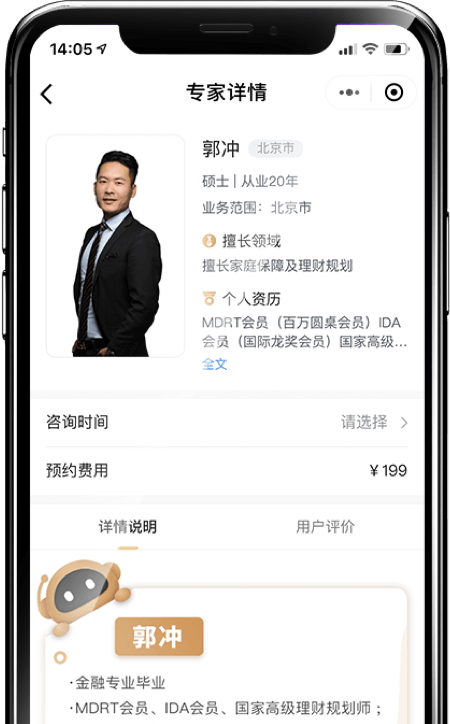 14:05
专家详情
郭冲 北京市
硕士 | 从业20年
业务范围：北京市
擅长领域
擅长家庭保障及理财规划
个人资历
MDRT会员（百万圆桌会员）IDA
会员（国际龙奖会员）国家高级...
全文
咨询时间 请选择
预约费用 ¥199
详情说明 用户评价
郭冲
·金融专业毕业
·MDRT会员、IDA会员、国家高级理财规划师；